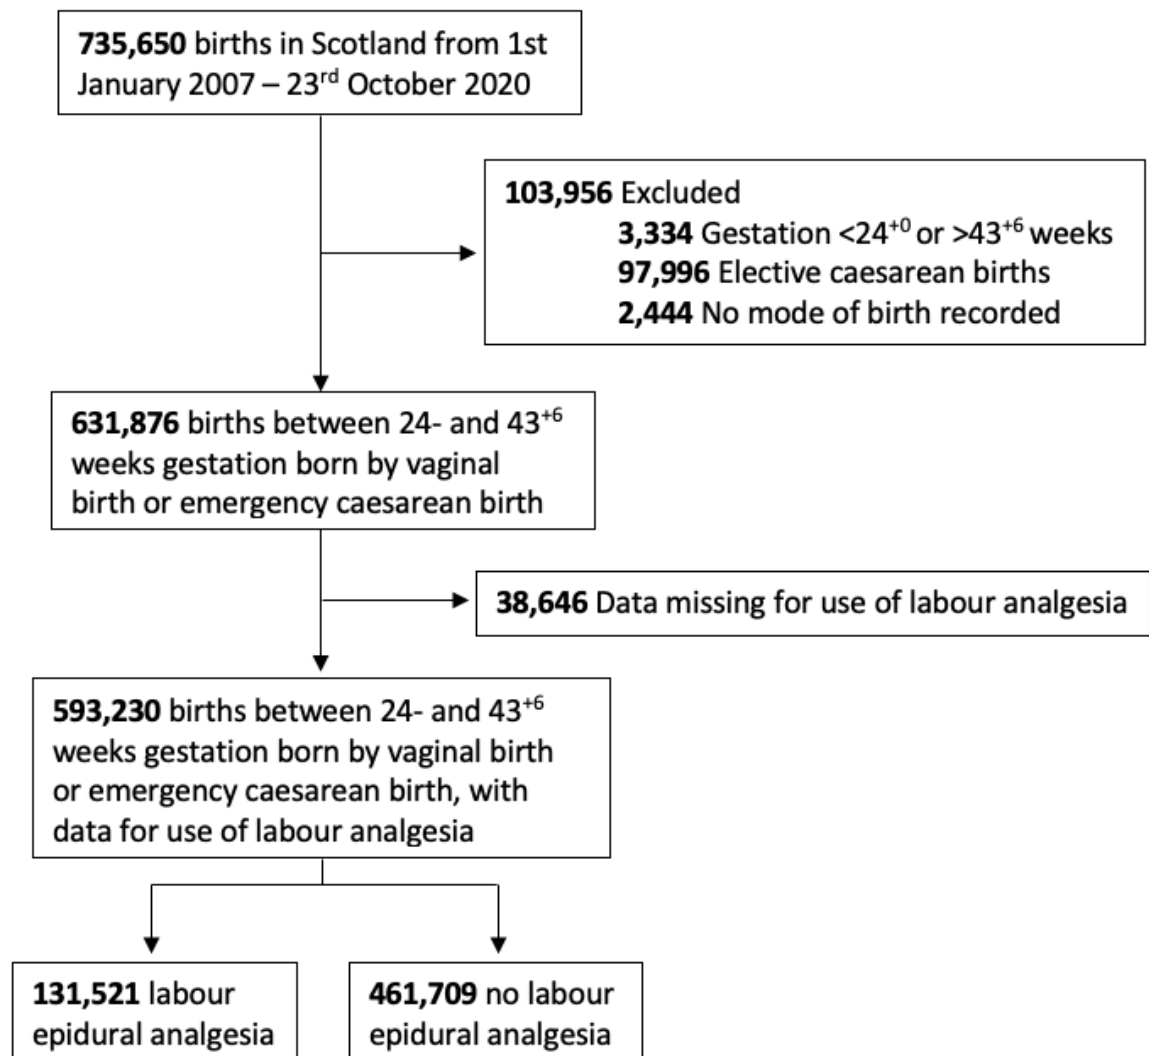 735,650 births in Scotland from 1st
January 2007 – 23rd October 2020
103,956 Excluded
3,334 Gestation <24+0 or >43+6 weeks
97,996 Elective caesarean births
2,444 No mode of birth recorded
631,876 births between 24- and 43+6
weeks gestation born by vaginal
birth or emergency caesarean birth
38,646 Data missing for use of labour analgesia
593,230 births between 24- and 43+6
weeks gestation born by vaginal birth
or emergency caesarean birth, with
data for use of labour analgesia
131,521 labour
epidural analgesia
461,709 no labour
epidural analgesia